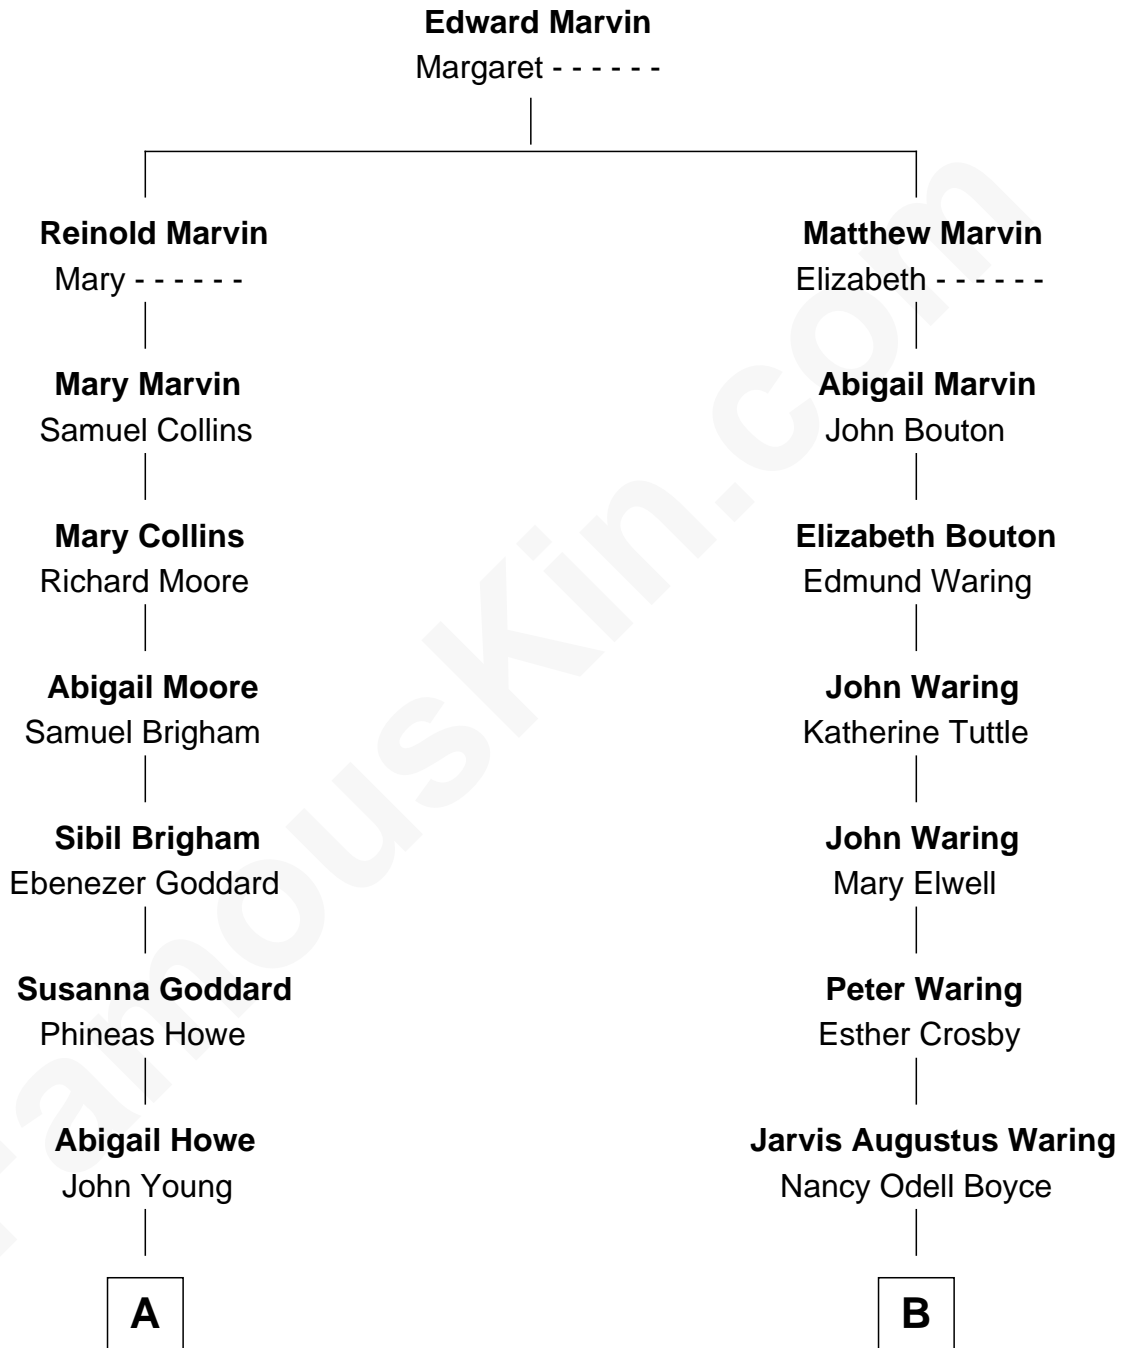 Edward Marvin
Margaret - - - - - -
Reinold Marvin
Mary - - - - - -
Matthew Marvin
Elizabeth - - - - - -
Mary Marvin
Samuel Collins
Abigail Marvin
John Bouton
Mary Collins
Richard Moore
Elizabeth Bouton
Edmund Waring
Abigail Moore
Samuel Brigham
John Waring
Katherine Tuttle
Sibil Brigham
Ebenezer Goddard
John Waring
Mary Elwell
Susanna Goddard
Phineas Howe
Peter Waring
Esther Crosby
Abigail Howe
John Young
Jarvis Augustus Waring
Nancy Odell Boyce
A
B
FamousKin.com